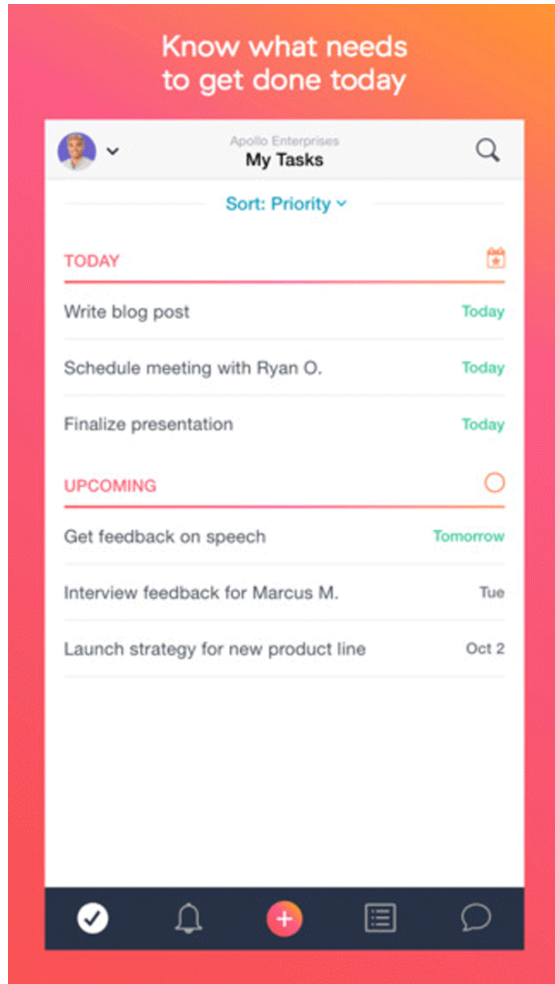 Know what needs
to get done today
Apollo Enterprises
My Tasks
Sort: Priority
TODAY
Write blog post Today
Schedule meeting with Ryan O. Today
Finalize presentation Today
UPCOMING
Get feedback on speech Tomorrow
Interview feedback for Marcus M. Tue
Launch strategy for new product line Oct 2